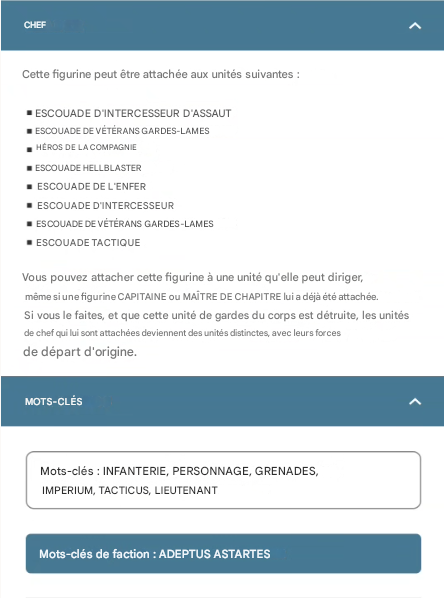 CHEF
Cette figurine peut être attachée aux unités suivantes :
■ ESCOUADE D'INTERCESSEUR D'ASSAUT
■ ESCOUADE DE VÉTÉRANS GARDES-LAMES
■ HÉROS DE LA COMPAGNIE
■ ESCOUADE HELLBLASTER
■ ESCOUADE DE L'ENFER
■ ESCOUADE D'INTERCESSEUR
■ ESCOUADE DE VÉTÉRANS GARDES-LAMES
■ ESCOUADE TACTIQUE
Vous pouvez attacher cette figurine à une unité qu'elle peut diriger,
même si une figurine CAPITAINE ou MAÎTRE DE CHAPITRE lui a déjà été attachée.
Si vous le faites, et que cette unité de gardes du corps est détruite, les unités
de chef qui lui sont attachées deviennent des unités distinctes, avec leurs forces
de départ d'origine.
MOTS-CLÉS
Mots-clés : INFANTERIE, PERSONNAGE, GRENADES,
IMPERIUM, TACTICUS, LIEUTENANT
Mots-clés de faction : ADEPTUS ASTARTES